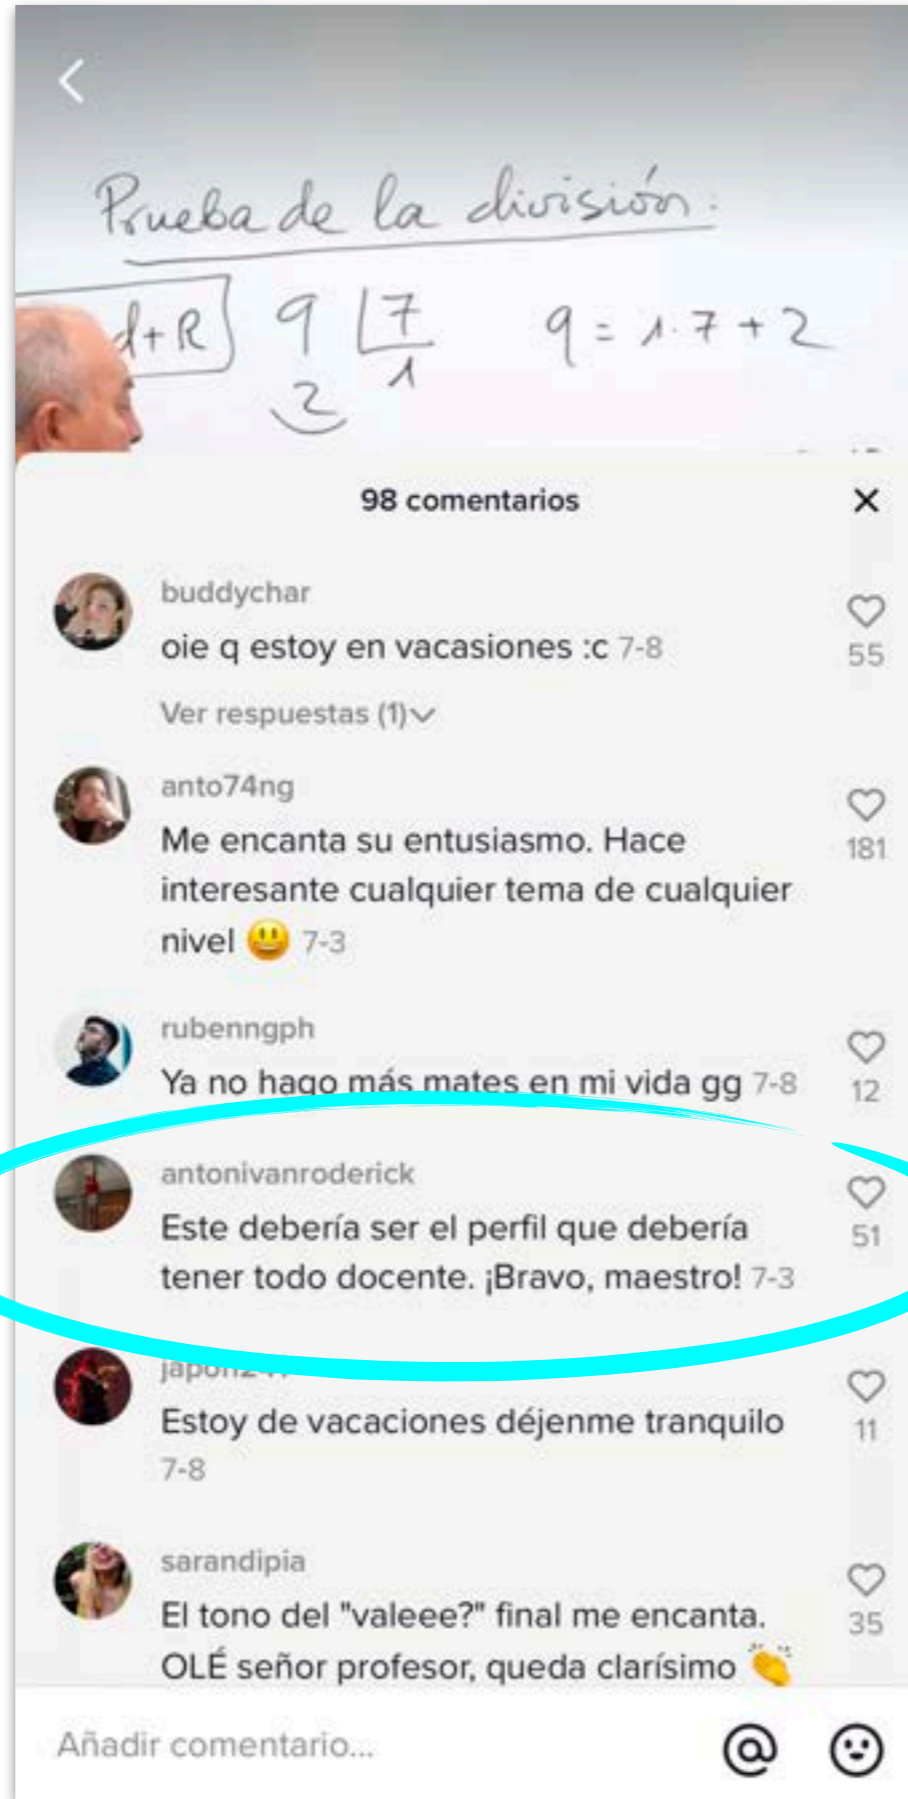 Prueba de la división:
d+R 9 7 9 = 1·7+2
1
2
98 comentarios
buddychar
oie q estoy en vacasiones :c 7-8
55
Ver respuestas (1)
anto74ng
Me encanta su entusiasmo. Hace
interesante cualquier tema de cualquier
nivel 😃 7-3
181
rubenngph
Ya no hago más mates en mi vida gg 7-8
12
antonivanroderick
Este debería ser el perfil que debería
tener todo docente. ¡Bravo, maestro! 7-3
51
Estoy de vacaciones déjenme tranquilo
7-8
11
sarandipia
El tono del "valeee?" final me encanta.
OLÉ señor profesor, queda clarísimo 👏
35
Añadir comentario...